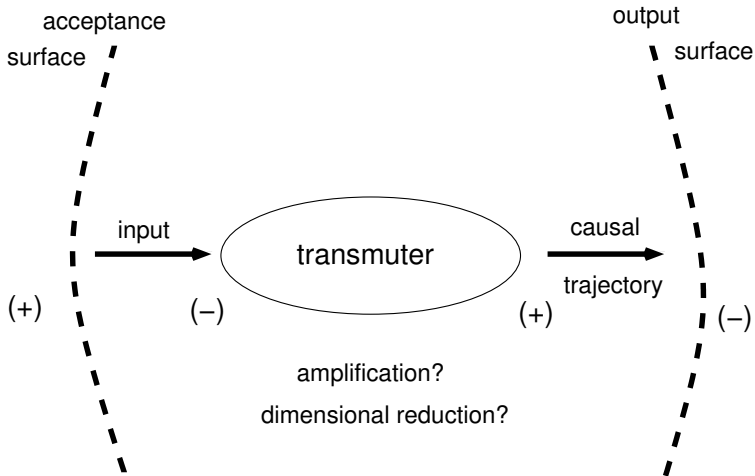 acceptance
surface
output
surface
input
transmuter
causal
trajectory
(+)
(−)
(+)
(−)
amplification?
dimensional reduction?